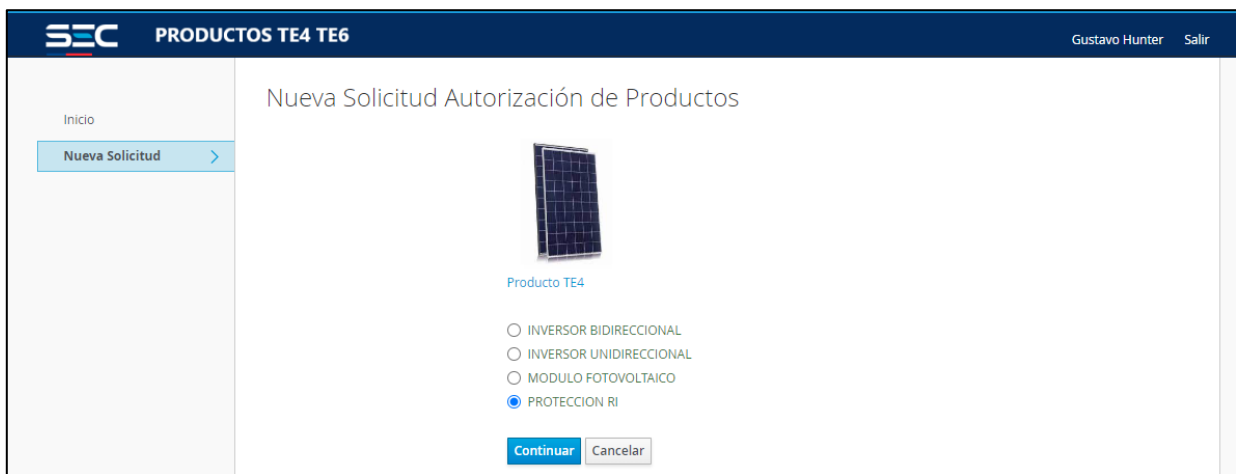 SEC PRODUCTOS TE4 TE6
Gustavo Hunter Salir
Inicio
Nueva Solicitud
Nueva Solicitud Autorización de Productos
Producto TE4
INVERSOR BIDIRECCIONAL
INVERSOR UNIDIRECCIONAL
MODULO FOTOVOLTAICO
PROTECCION RI
Continuar Cancelar